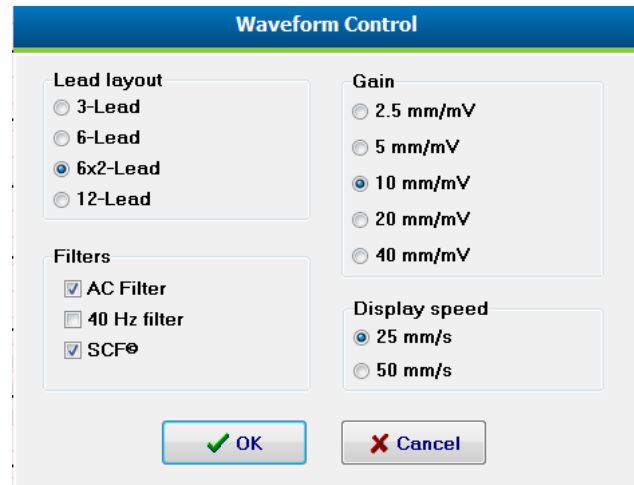 Waveform Control
Lead layout
3-Lead
6-Lead
6x2-Lead
12-Lead
Filters
AC Filter
40 Hz filter
SCF©
Gain
2.5 mm/mV
5 mm/mV
10 mm/mV
20 mm/mV
40 mm/mV
Display speed
25 mm/s
50 mm/s
OK
Cancel